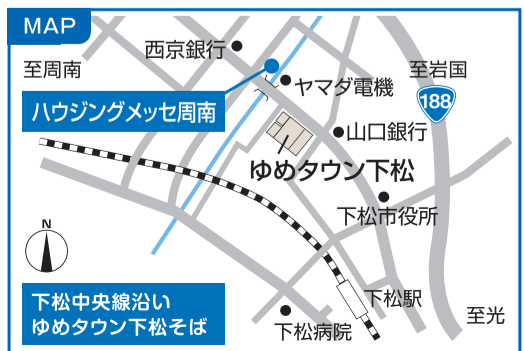 MAP
西京銀行
至周南
ヤマダ電機
至岩国
188
ハウジングメッセ周南
山口銀行
ゆめタウン下松
下松市役所
N
下松中央線沿い
ゆめタウン下松そば
下松駅
至光
下松病院